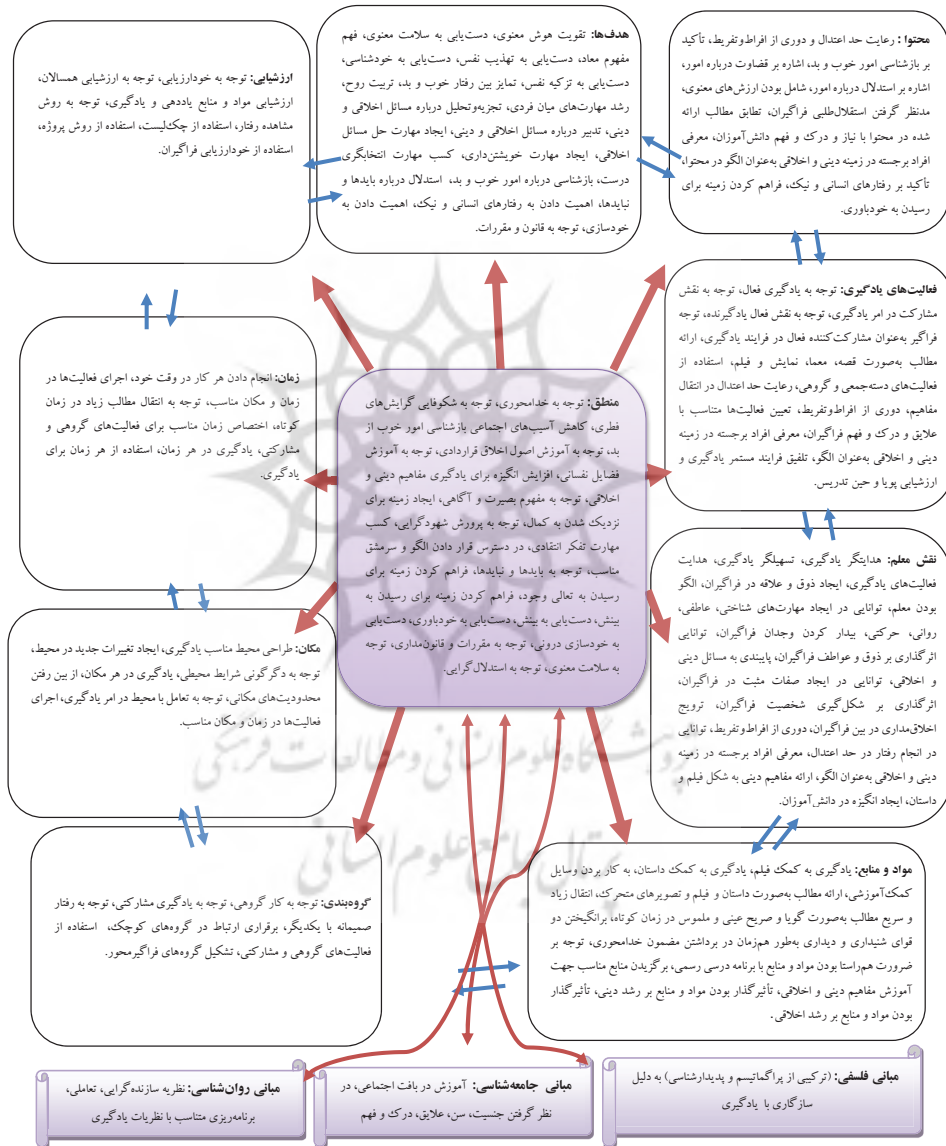 محتوا : رعایت حد اعتدال و دوری از افراط‌وتفریط، تأکید
بر بازشناسی امور خوب و بد، اشاره بر قضاوت درباره امور،
اشاره بر استدلال درباره امور، شامل بودن ارزش‌های معنوی،
مدنظر گرفتن استقلال‌طلبی فراگیران، تطابق مطالب ارائه
شده در محتوا با نیاز و درک و فهم دانش‌آموزان، معرفی
افراد برجسته در زمینه دینی و اخلاقی به‌عنوان الگو در محتوا،
تأکید بر رفتارهای انسانی و نیک، فراهم کردن زمینه برای
رسیدن به خودباوری.
هدف‌ها: تقویت هوش معنوی، دست‌یابی به سلامت معنوی، فهم
مفهوم معاد، دست‌یابی به تهذیب نفس، دست‌یابی به خودشناسی،
دست‌یابی به تزکیه نفس، تمایز بین رفتار خوب و بد، تربیت روح،
رشد مهارت‌های میان فردی، تجزیه‌وتحلیل درباره مسائل اخلاقی و
دینی، تدبیر درباره مسائل اخلاقی و دینی، ایجاد مهارت حل مسائل
اخلاقی، ایجاد مهارت خویشتن‌داری، کسب مهارت انتخابگری
درست، بازشناسی درباره امور خوب و بد، استدلال درباره بایدها و
نبایدها، اهمیت دادن به رفتارهای انسانی و نیک، اهمیت دادن به
خودسازی، توجه به قانون و مقررات.
ارزشیابی: توجه به خودارزیابی، توجه به ارزشیابی همسالان،
ارزشیابی مواد و منابع یاددهی و یادگیری، توجه به روش
مشاهده رفتار، استفاده از چک‌لیست، استفاده از روش پروژه،
استفاده از خودارزیابی فراگیران.
فعالیت‌های یادگیری: توجه به یادگیری فعال، توجه به نقش
مشارکت در امر یادگیری، توجه به نقش فعال یادگیرنده، توجه
فراگیر به‌عنوان مشارکت‌کننده فعال در فرایند یادگیری، ارائه
مطالب به‌صورت قصه، معما، نمایش و فیلم، استفاده از
فعالیت‌های دسته‌جمعی و گروهی، رعایت حد اعتدال در انتقال
مفاهیم، دوری از افراط‌وتفریط، تعیین فعالیت‌ها متناسب با
علایق و درک و فهم فراگیران، معرفی افراد برجسته در زمینه
دینی و اخلاقی به‌عنوان الگو، تلفیق فرایند مستمر یادگیری و
ارزشیابی پویا و حین تدریس.
زمان: انجام دادن هر کار در وقت خود، اجرای فعالیت‌ها در
زمان و مکان مناسب، توجه به انتقال مطالب زیاد در زمان
کوتاه، اختصاص زمان مناسب برای فعالیت‌های گروهی و
مشارکتی، یادگیری در هر زمان، استفاده از هر زمان برای
یادگیری.
منطق: توجه به خدامحوری، توجه به شکوفایی گرایش‌های
فطری، کاهش آسیب‌های اجتماعی بازشناسی امور خوب از
بد، توجه به آموزش اصول اخلاق قراردادی، توجه به آموزش
فضایل نفسانی، افزایش انگیزه برای یادگیری مفاهیم دینی و
اخلاقی، توجه به مفهوم بصیرت و آگاهی، ایجاد زمینه برای
نزدیک شدن به کمال، توجه به پرورش شهودگرایی، کسب
مهارت تفکر انتقادی، در دسترس قرار دادن الگو و سرمشق
مناسب، توجه به بایدها و نبایدها، فراهم کردن زمینه برای
رسیدن به تعالی وجود، فراهم کردن زمینه برای رسیدن به
بینش، دست‌یابی به بینش، دست‌یابی به خودباوری، دست‌یابی
به خودسازی درونی، توجه به مقررات و قانون‌مداری، توجه
به سلامت معنوی، توجه به استدلال‌گرایی.
نقش معلم: هدایتگر یادگیری، تسهیلگر یادگیری، هدایت
فعالیت‌های یادگیری، ایجاد ذوق و علاقه در فراگیران، الگو
بودن معلم، توانایی در ایجاد مهارت‌های شناختی، عاطفی،
روانی، حرکتی، بیدار کردن وجدان فراگیران، توانایی
اثرگذاری بر ذوق و عواطف فراگیران، پایبندی به مسائل دینی
و اخلاقی، توانایی در ایجاد صفات مثبت در فراگیران،
اثرگذاری بر شکل‌گیری شخصیت فراگیران، ترویج
اخلاق‌مداری در بین فراگیران، دوری از افراط‌وتفریط، توانایی
در انجام رفتار در حد اعتدال، معرفی افراد برجسته در زمینه
دینی و اخلاقی به‌عنوان الگو، ارائه مفاهیم دینی به شکل فیلم و
داستان، ایجاد انگیزه در دانش‌آموزان.
مکان: طراحی محیط مناسب یادگیری، ایجاد تغییرات جدید در محیط،
توجه به دگرگونی شرایط محیطی، یادگیری در هر مکان، از بین رفتن
محدودیت‌های مکانی، توجه به تعامل با محیط در امر یادگیری، اجرای
فعالیت‌ها در زمان و مکان مناسب.
پژوهشگاه علوم انسانی و مطالعات فرهنگی
پرتال جامع علوم انسانی
مواد و منابع: یادگیری به کمک فیلم، یادگیری به کمک داستان، به کار بردن وسایل
کمک‌آموزشی، ارائه مطالب به‌صورت داستان و فیلم و تصویرهای متحرک، انتقال زیاد
و سریع مطالب به‌صورت گویا و صریح عینی و ملموس در زمان کوتاه، برانگیختن دو
قوای شنیداری و دیداری به‌طور هم‌زمان در برداشتن مضمون خدامحوری، توجه بر
ضرورت هم‌راستا بودن مواد و منابع با برنامه درسی رسمی، برگزیدن منابع مناسب جهت
آموزش مفاهیم دینی و اخلاقی، تأثیرگذار بودن مواد و منابع بر رشد دینی، تأثیرگذار
بودن مواد و منابع بر رشد اخلاقی.
گروه‌بندی: توجه به کار گروهی، توجه به یادگیری مشارکتی، توجه به رفتار
صمیمانه با یکدیگر، برقراری ارتباط در گروه‌های کوچک، استفاده از
فعالیت‌های گروهی و مشارکتی، تشکیل گروه‌های فراگیرمحور.
مبانی فلسفی: (ترکیبی از پراگماتیسم و پدیدارشناسی) به دلیل
سازگاری با یادگیری
مبانی جامعه‌شناسی: آموزش در بافت اجتماعی، در
نظر گرفتن جنسیت، سن، علایق، درک و فهم
مبانی روان‌شناسی: نظریه سازنده‌گرایی، تعاملی،
برنامه‌ریزی متناسب با نظریات یادگیری